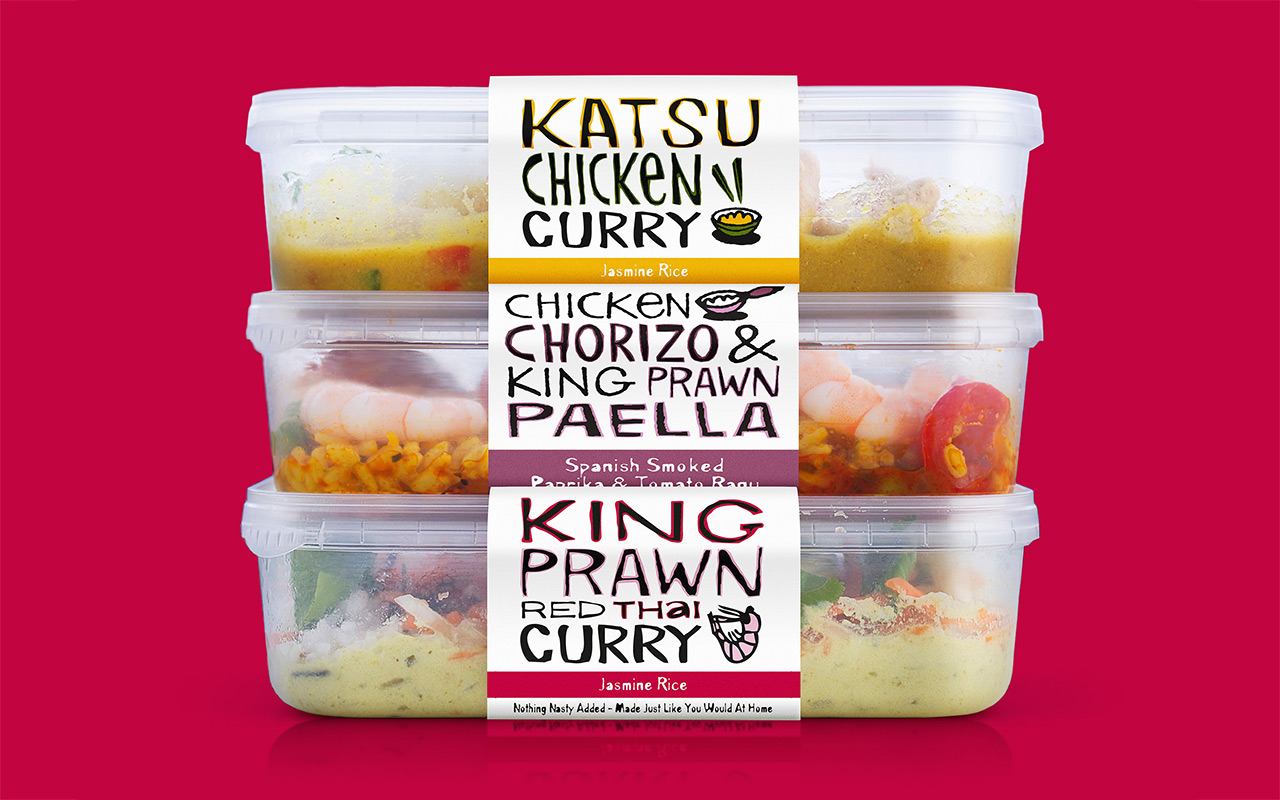 KATSU
CHICKEN
CURRY
Jasmine Rice
CHICKEN
CHORIZO &
KING PRAWN
PAELLA
Spanish Smoked
Paprika & Tomato Ragu
KING
PRAWN
RED THAI
CURRY
Jasmine Rice
Nothing Nasty Added - Made Just Like You Would At Home